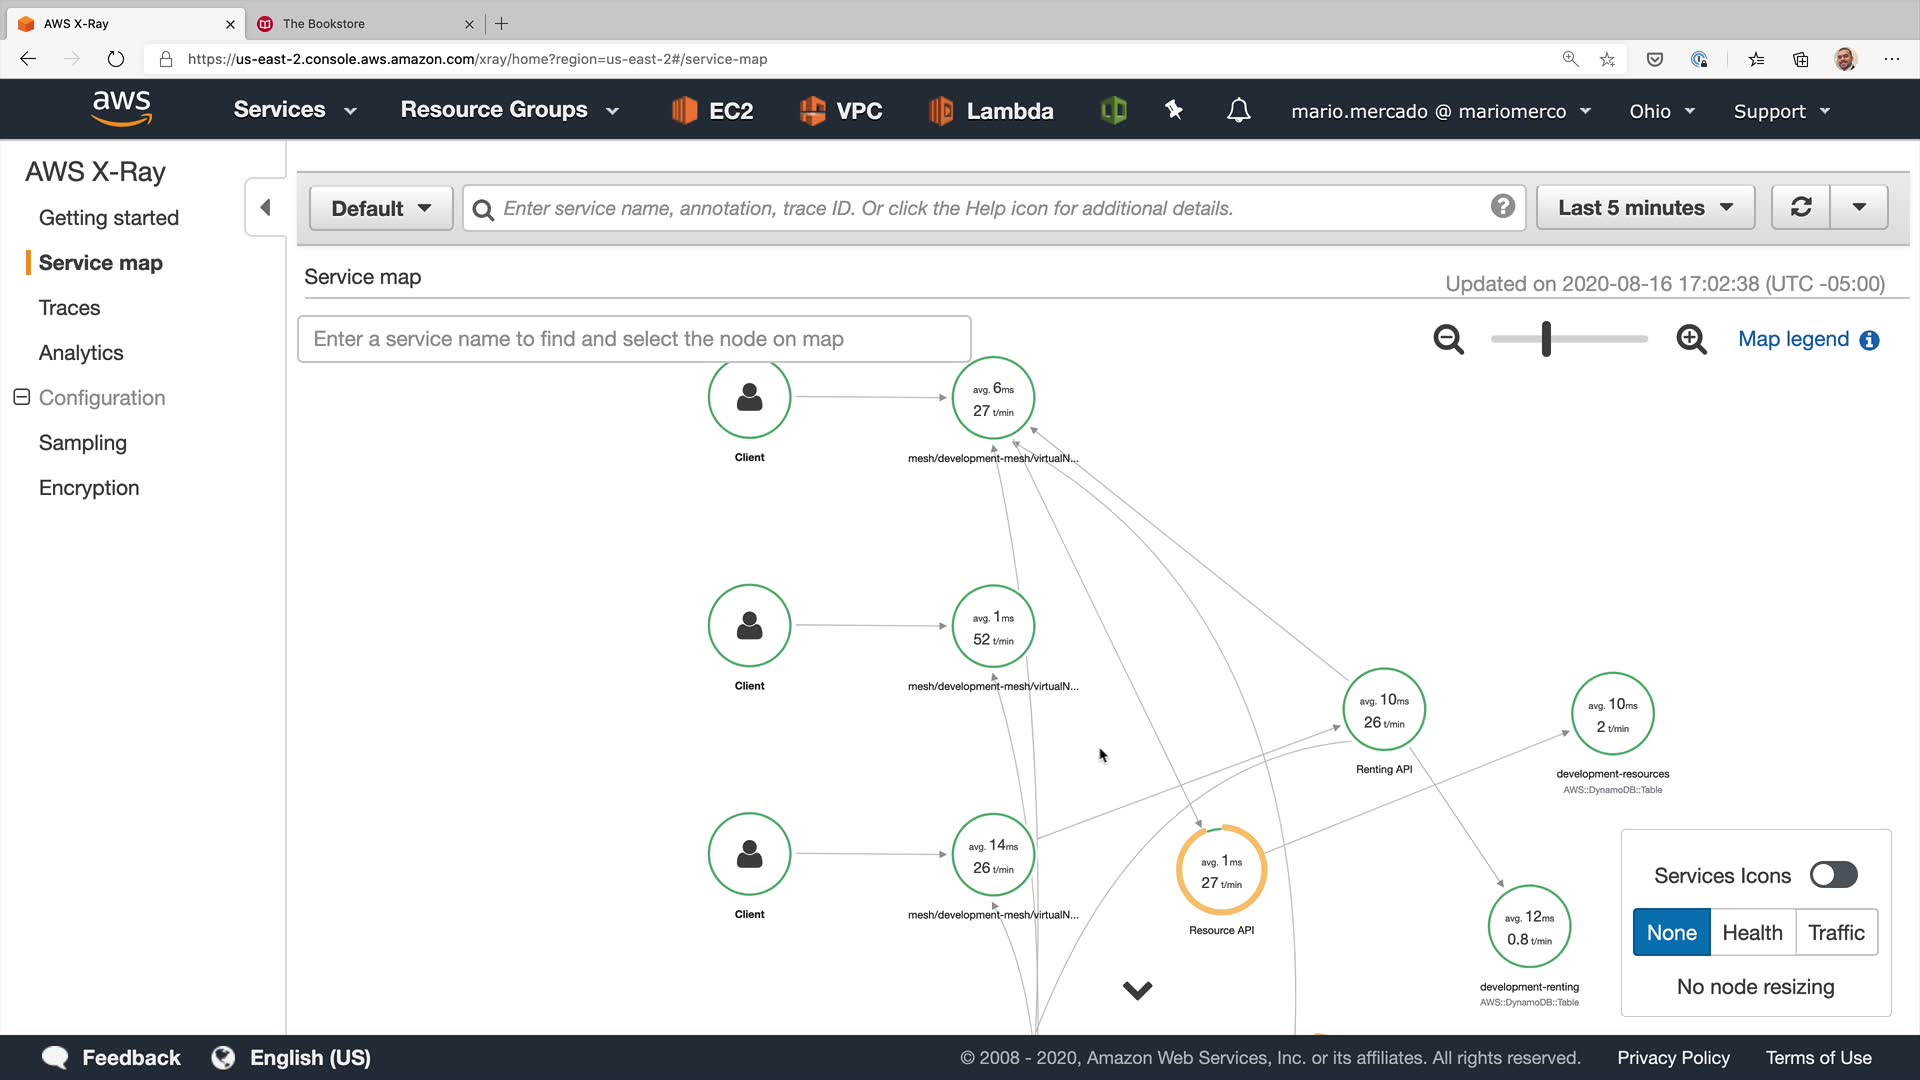 AWS X-Ray
The Bookstore
https://us-east-2.console.aws.amazon.com/xray/home?region=us-east-2#/service-map
aws
Services
Resource Groups
EC2
VPC
Lambda
mario.mercado @ mariomerco
Ohio
Support
AWS X-Ray
Getting started
Service map
Traces
Analytics
Configuration
Sampling
Encryption
Default
Enter service name, annotation, trace ID. Or click the Help icon for additional details.
?
Last 5 minutes
Service map
Updated on 2020-08-16 17:02:38 (UTC -05:00)
Enter a service name to find and select the node on map
Map legend
Client
avg. 6ms
27 t/min
mesh/development-mesh/virtualN...
Client
avg. 1ms
52 t/min
mesh/development-mesh/virtualN...
avg. 10ms
26 t/min
Renting API
avg. 10ms
2 t/min
development-resources
AWS::DynamoDB::Table
Client
avg. 14ms
26 t/min
mesh/development-mesh/virtualN...
avg. 1ms
27 t/min
Resource API
avg. 12ms
0.8 t/min
development-renting
AWS::DynamoDB::Table
Services Icons
None
Health
Traffic
No node resizing
Feedback
English (US)
© 2008 - 2020, Amazon Web Services, Inc. or its affiliates. All rights reserved.
Privacy Policy
Terms of Use